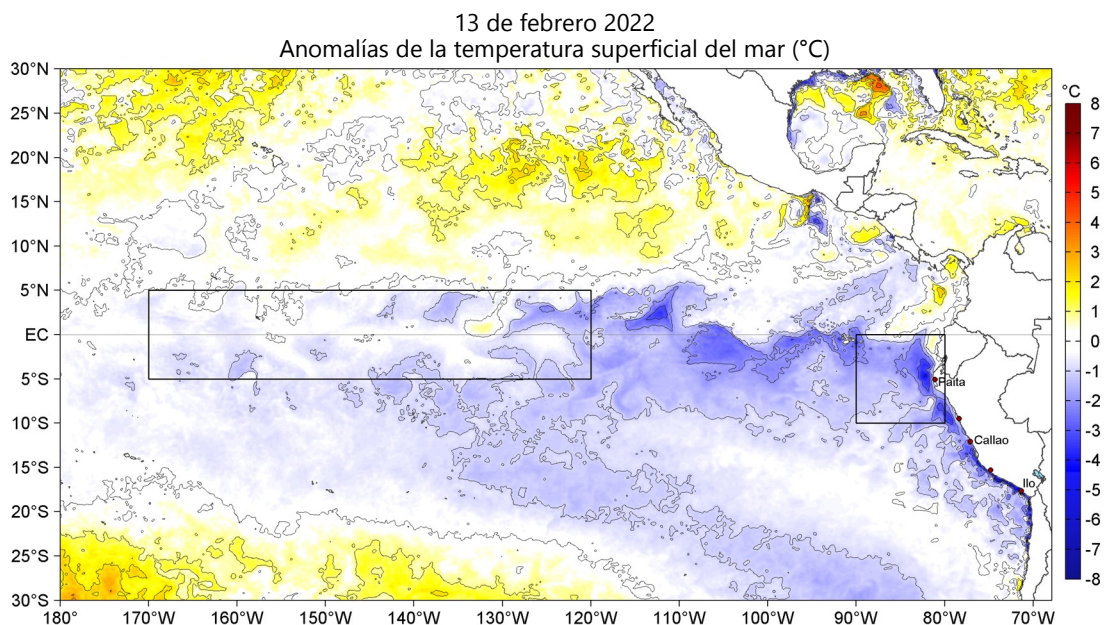 13 de febrero 2022
Anomalías de la temperatura superficial del mar (°C)
30°N
25°N
20°N
15°N
10°N
5°N
EC
5°S
10°S
15°S
20°S
25°S
30°S
180°W
170°W
160°W
150°W
140°W
130°W
120°W
110°W
100°W
90°W
80°W
70°W
Paita
Callao
Ilo
°C
8
7
6
5
4
3
2
1
0
-1
-2
-3
-4
-5
-6
-7
-8